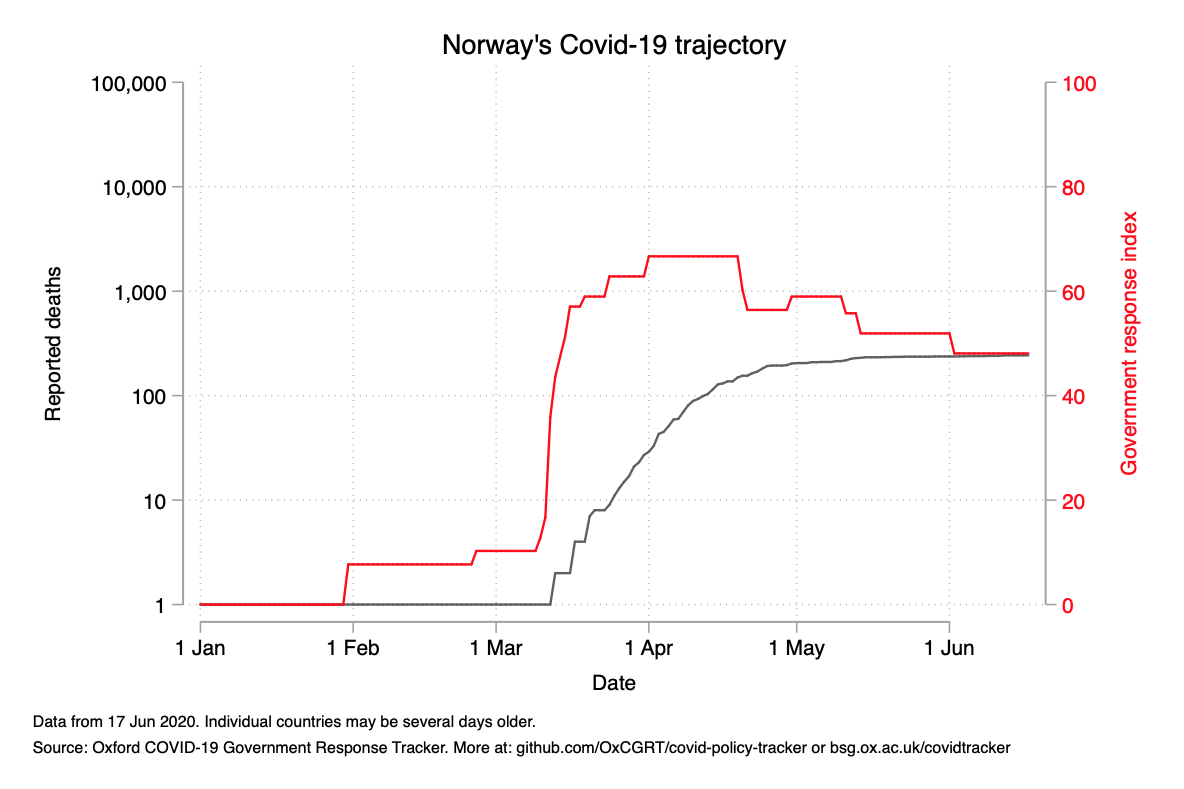 Norway's Covid-19 trajectory
100,000
10,000
1,000
100
10
1
Reported deaths
100
80
60
40
20
0
Government response index
1 Jan 1 Feb 1 Mar 1 Apr 1 May 1 Jun
Date
Data from 17 Jun 2020. Individual countries may be several days older.
Source: Oxford COVID-19 Government Response Tracker. More at: github.com/OxCGRT/covid-policy-tracker or bsg.ox.ac.uk/covidtracker